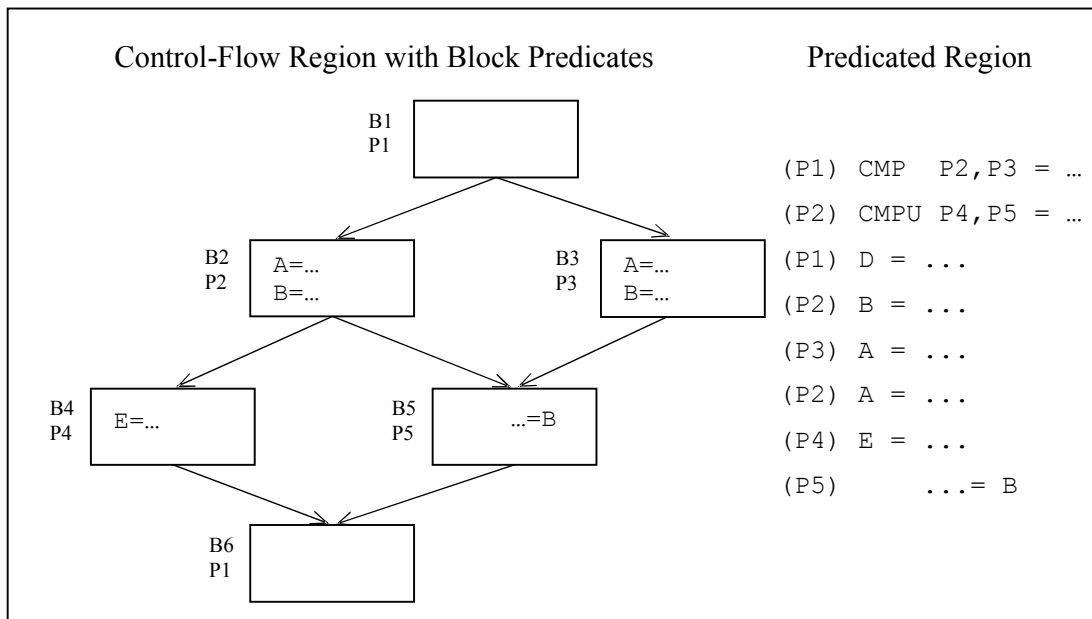 Control-Flow Region with Block Predicates
Predicated Region
B1
P1
B2
P2
A=…
B=…
B3
P3
A=…
B=…
B4
P4
E=…
B5
P5
…=B
B6
P1
(P1) CMP P2,P3 = …
(P2) CMPU P4,P5 = …
(P1) D = ...
(P2) B = ...
(P3) A = ...
(P2) A = ...
(P4) E = ...
(P5) ...= B